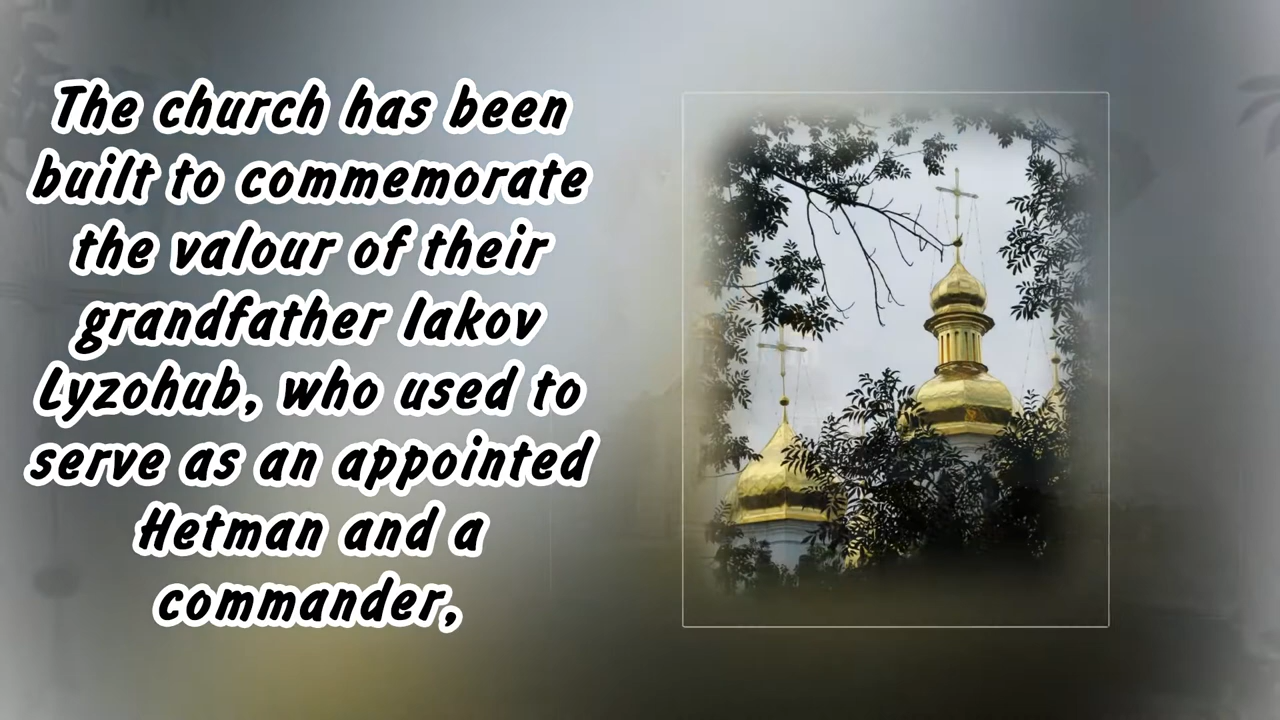 The church has been
built to commemorate
the valour of their
grandfather Iakov
Lyzohub, who used to
serve as an appointed
Hetman and a
commander,